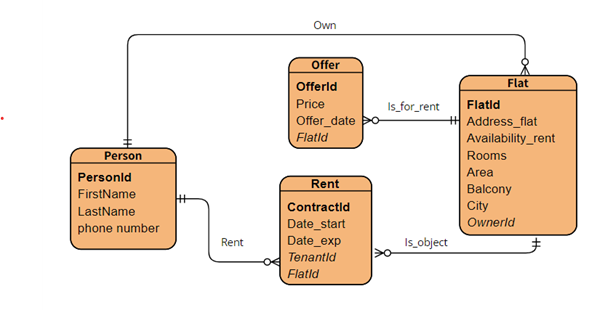 Own
Offer
OfferId
Price
Offer_date
FlatId
Is_for_rent
Flat
FlatId
Address_flat
Availability_rent
Rooms
Area
Balcony
City
OwnerId
Person
PersonId
FirstName
LastName
phone number
Rent
Rent
ContractId
Date_start
Date_exp
TenantId
FlatId
Is_object